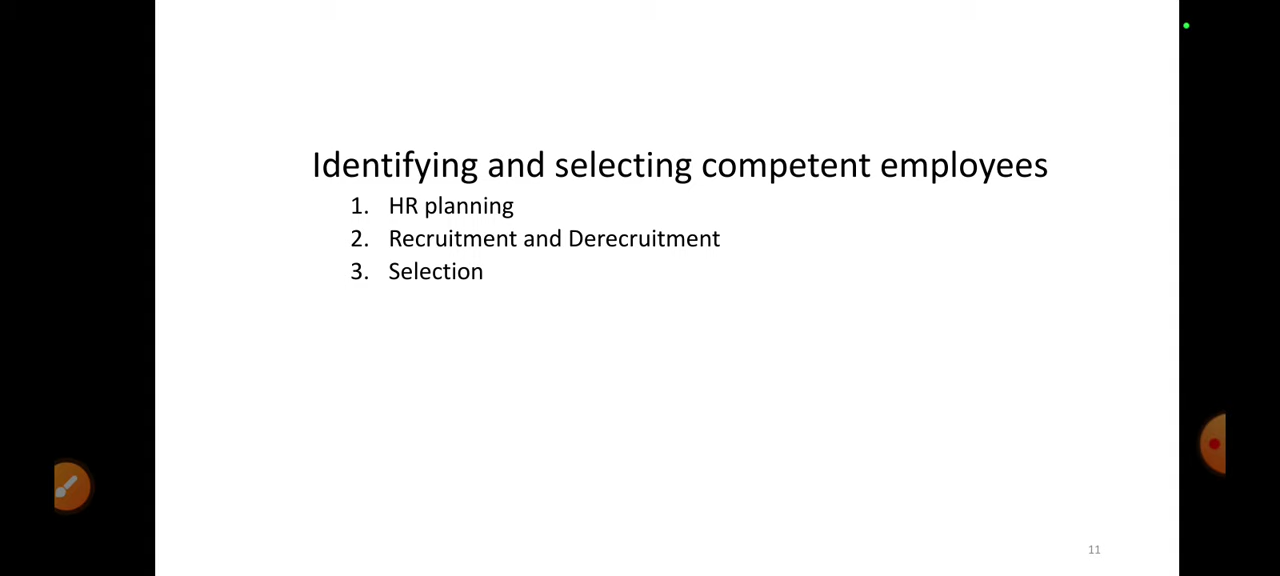 Identifying and selecting competent employees
1. HR planning
2. Recruitment and Derecruitment
3. Selection
11